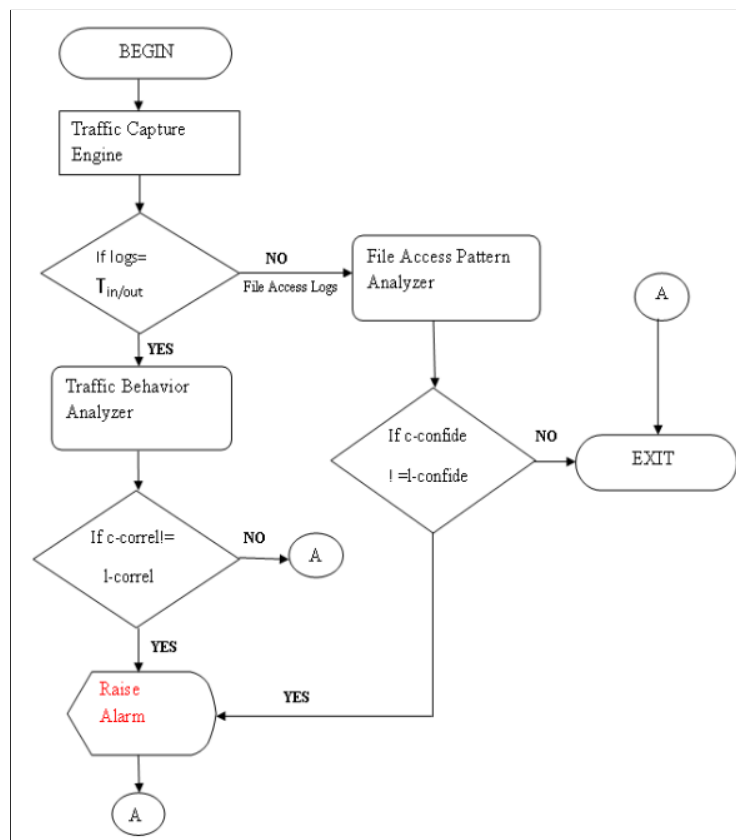 BEGIN
Traffic Capture
Engine
If logs=
Tin/out
NO
File Access Logs
File Access Pattern
Analyzer
A
YES
Traffic Behavior
Analyzer
If c-confide
! =l-confide
NO
EXIT
If c-correl!=
l-correl
NO
A
YES
Raise
Alarm
YES
A